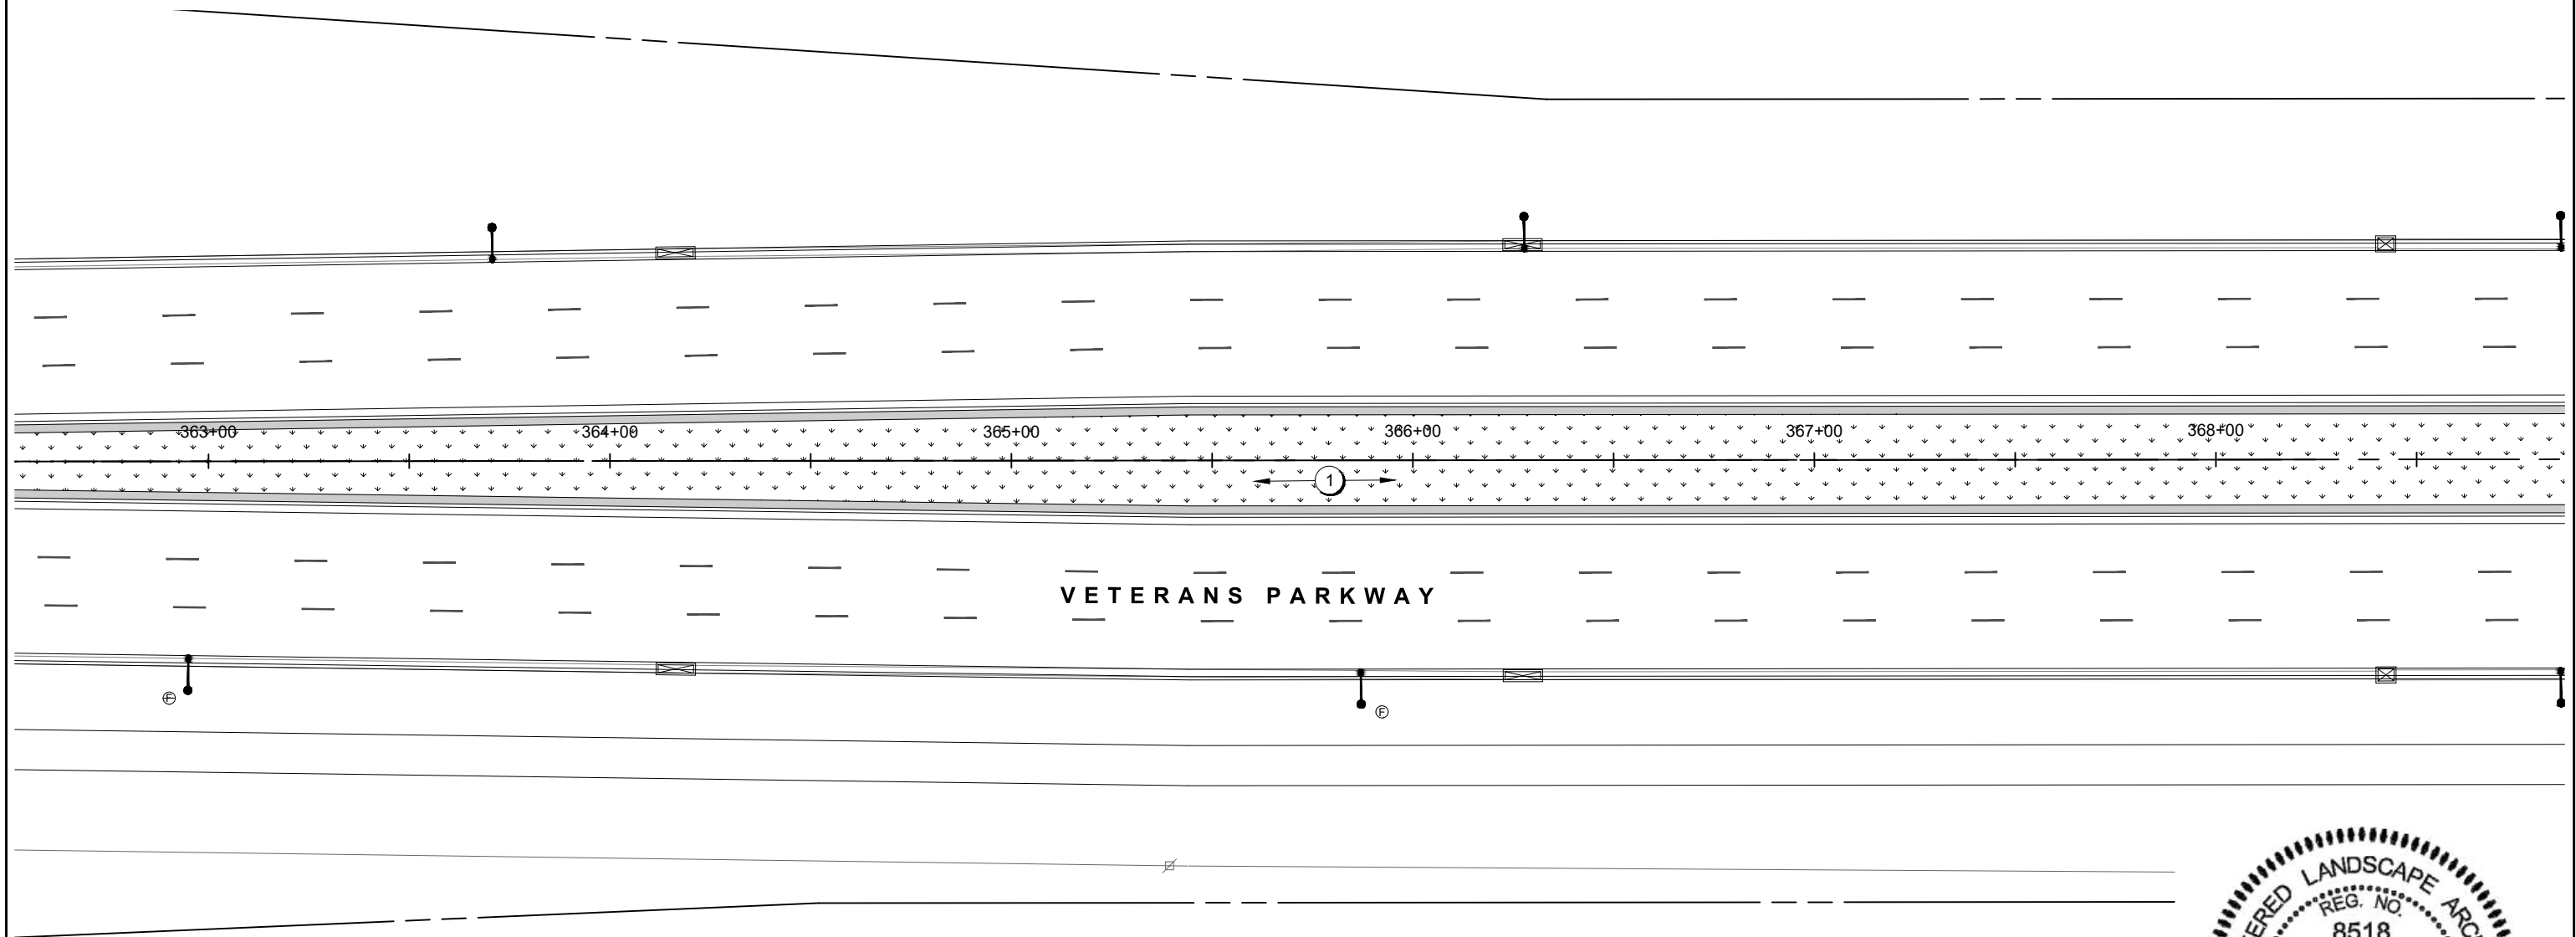 363+00 364+00 365+00 366+00 367+00 368+00
1
VETERANS PARKWAY
F F
LANDSCAPE
REG. NO.
8518